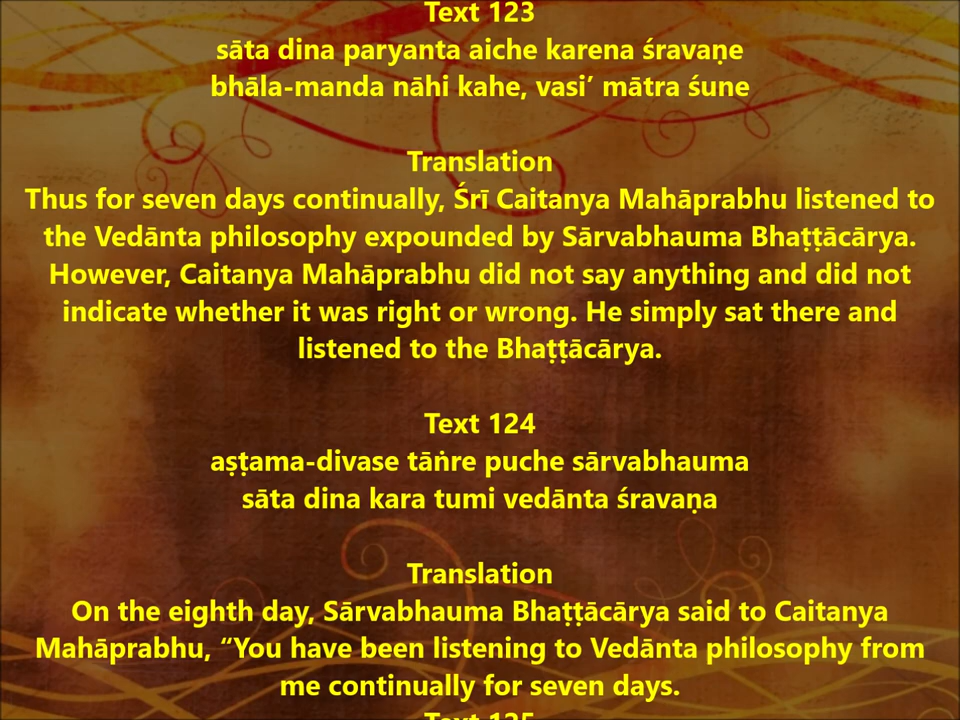 Text 123
sāta dina paryanta aiche karena śravaṇe
bhāla-manda nāhi kahe, vasi’ mātra śune
Translation
Thus for seven days continually, Śrī Caitanya Mahāprabhu listened to
the Vedānta philosophy expounded by Sārvabhauma Bhaṭṭācārya.
However, Caitanya Mahāprabhu did not say anything and did not
indicate whether it was right or wrong. He simply sat there and
listened to the Bhaṭṭācārya.
Text 124
aṣṭama-divase tāṅre puche sārvabhauma
sāta dina kara tumi vedānta śravaṇa
Translation
On the eighth day, Sārvabhauma Bhaṭṭācārya said to Caitanya
Mahāprabhu, “You have been listening to Vedānta philosophy from
me continually for seven days.
Text 125